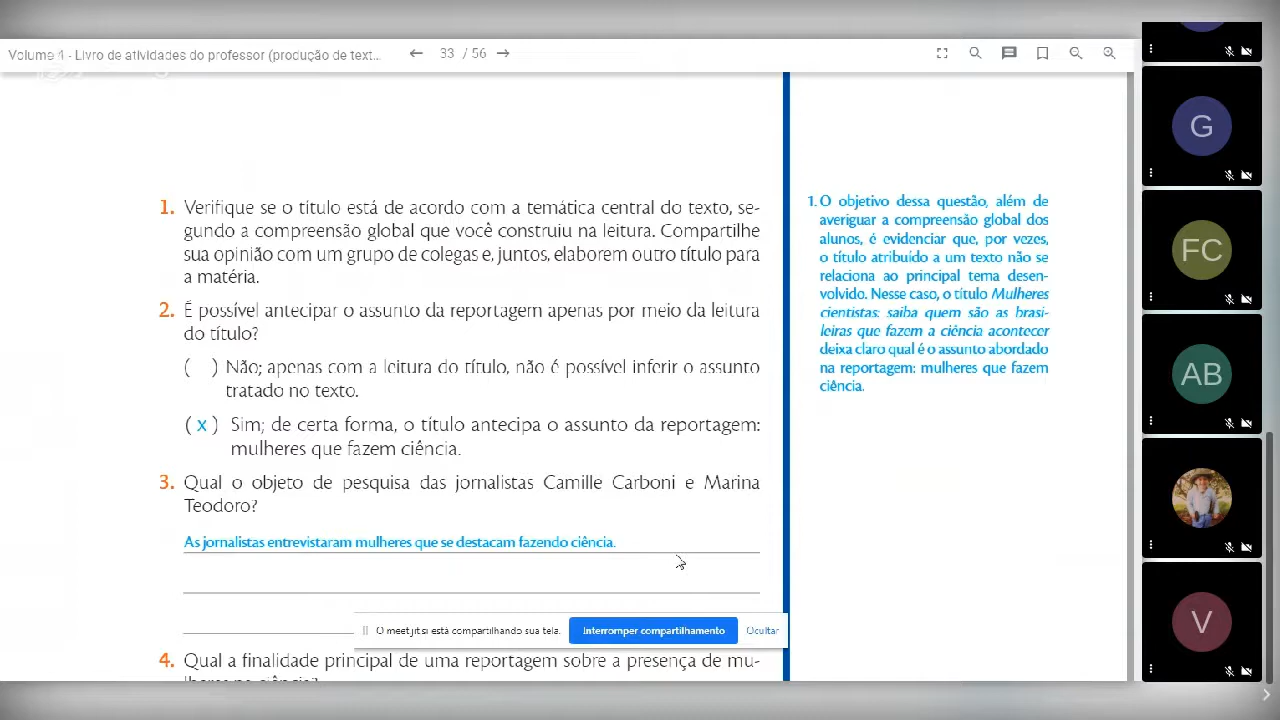 Volume 4 - Livro de atividades do professor (produção de text...
33 / 56
1. Verifique se o título está de acordo com a temática central do texto, se-
gundo a compreensão global que você construiu na leitura. Compartilhe
sua opinião com um grupo de colegas e, juntos, elaborem outro título para
a matéria.
2. É possível antecipar o assunto da reportagem apenas por meio da leitura
do título?
( ) Não; apenas com a leitura do título, não é possível inferir o assunto
tratado no texto.
( x ) Sim; de certa forma, o título antecipa o assunto da reportagem:
mulheres que fazem ciência.
3. Qual o objeto de pesquisa das jornalistas Camille Carboni e Marina
Teodoro?
As jornalistas entrevistaram mulheres que se destacam fazendo ciência.
4. Qual a finalidade principal de uma reportagem sobre a presença de mu-
lheres na ciência?
1. O objetivo dessa questão, além de
averiguar a compreensão global dos
alunos, é evidenciar que, por vezes,
o título atribuído a um texto não se
relaciona ao principal tema desen-
volvido. Nesse caso, o título Mulheres
cientistas: saiba quem são as brasi-
leiras que fazem a ciência acontecer
deixa claro qual é o assunto abordado
na reportagem: mulheres que fazem
ciência.
O meet.jit.si está compartilhando sua tela.
Interromper compartilhamento
Ocultar
G
FC
AB
V